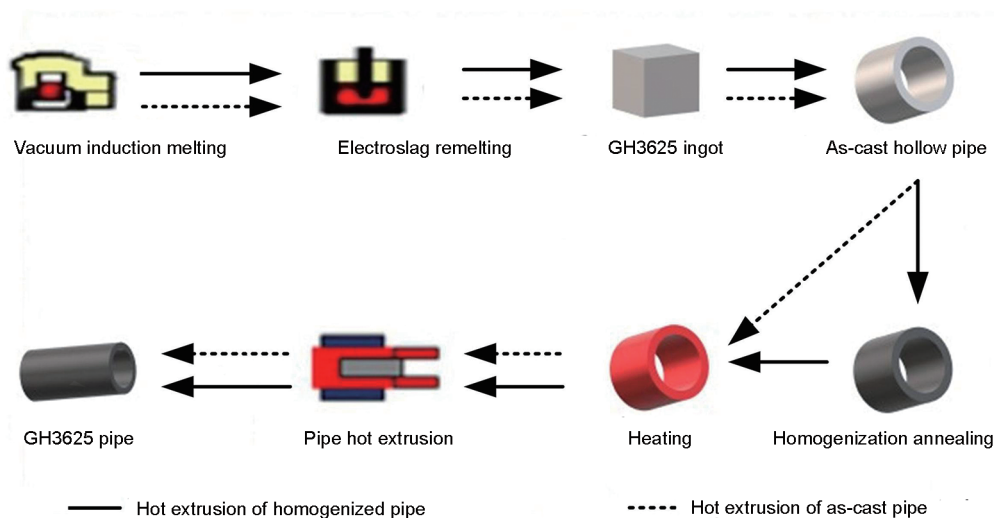 Vacuum induction melting
Electroslag remelting
GH3625 ingot
As-cast hollow pipe
GH3625 pipe
Pipe hot extrusion
Heating
Homogenization annealing
Hot extrusion of homogenized pipe
Hot extrusion of as-cast pipe